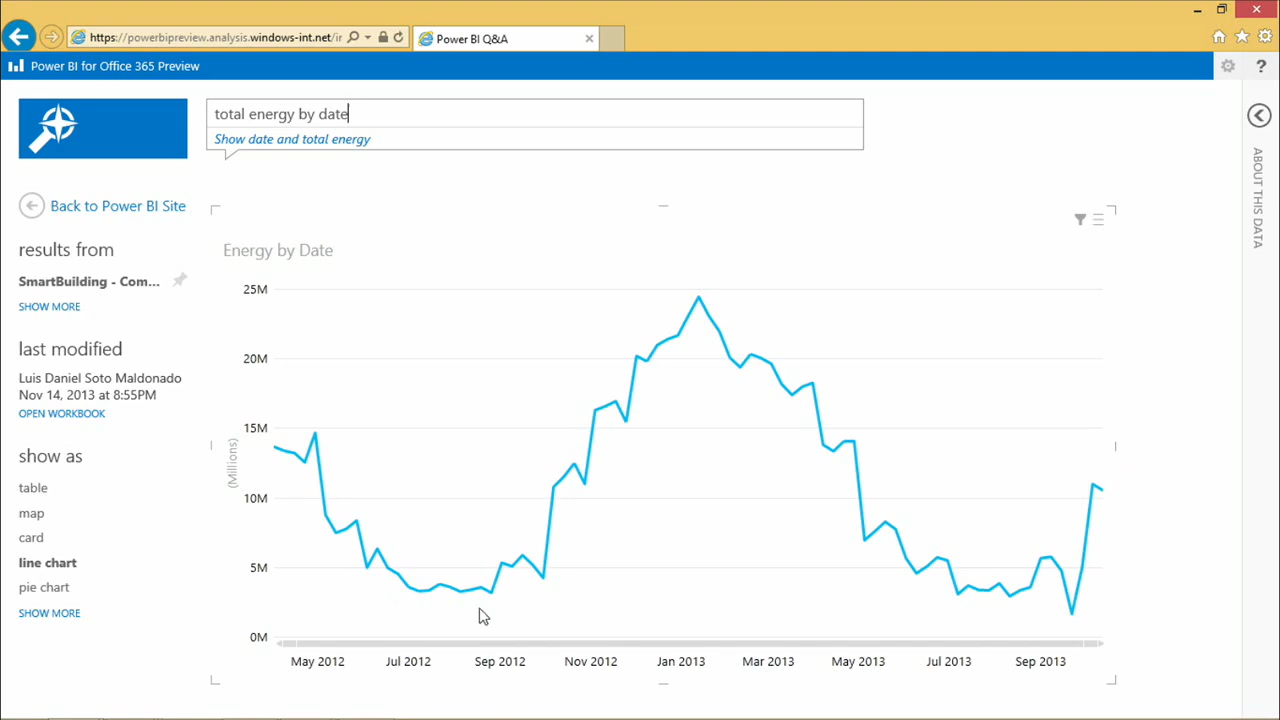 https://powerbipreview.analysis.windows-int.net/ir
Power BI Q&A
Power BI for Office 365 Preview
total energy by date
Show date and total energy
Back to Power BI Site
results from
SmartBuilding - Com...
SHOW MORE
last modified
Luis Daniel Soto Maldonado
Nov 14, 2013 at 8:55PM
OPEN WORKBOOK
show as
table
map
card
line chart
pie chart
SHOW MORE
Energy by Date
(Millions)
25M
20M
15M
10M
5M
0M
May 2012
Jul 2012
Sep 2012
Nov 2012
Jan 2013
Mar 2013
May 2013
Jul 2013
Sep 2013
ABOUT THIS DATA